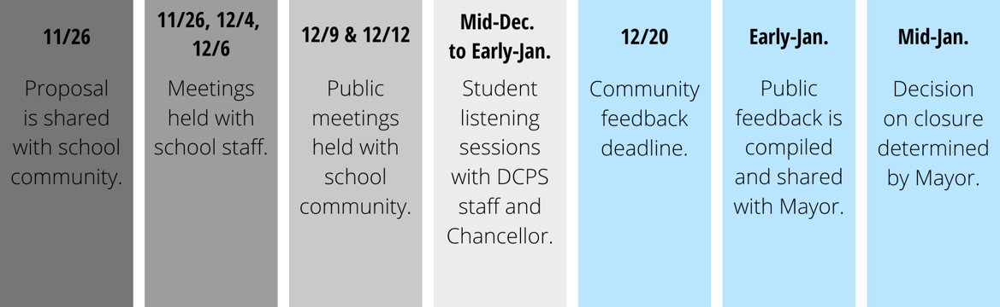 11/26
Proposal
is shared
with school
community.
11/26, 12/4,
12/6
Meetings
held with
school staff.
12/9 & 12/12
Public
meetings
held with
school
community.
Mid-Dec.
to Early-Jan.
Student
listening
sessions
with DCPS
staff and
Chancellor.
12/20
Community
feedback
deadline.
Early-Jan.
Public
feedback is
compiled
and shared
with Mayor.
Mid-Jan.
Decision
on closure
determined
by Mayor.